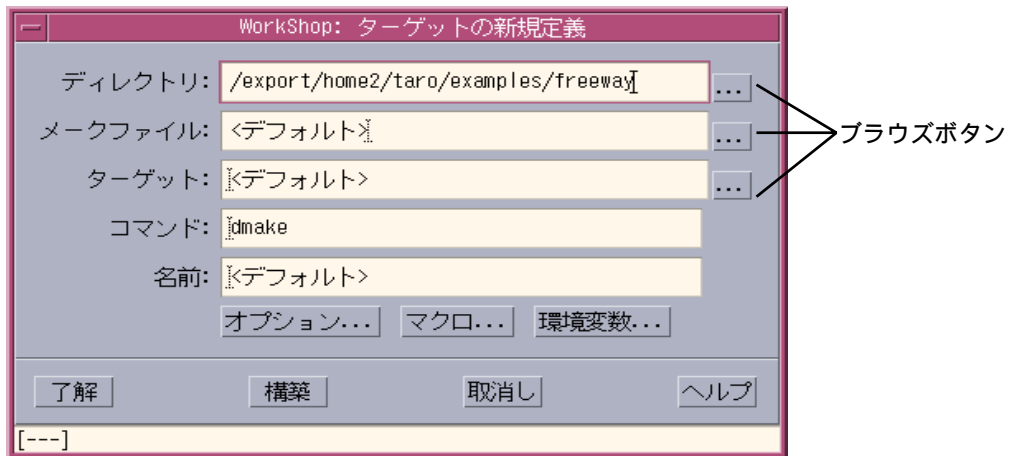 WorkShop: ターゲットの新規定義
ディレクトリ: /export/home2/taro/examples/freeway ...
メークファイル: <デフォルト> ...
ブラウズボタン
ターゲット: <デフォルト> ...
コマンド: dmake
名前: <デフォルト>
オプション... マクロ... 環境変数...
了解 構築 取消し ヘルプ
[---]